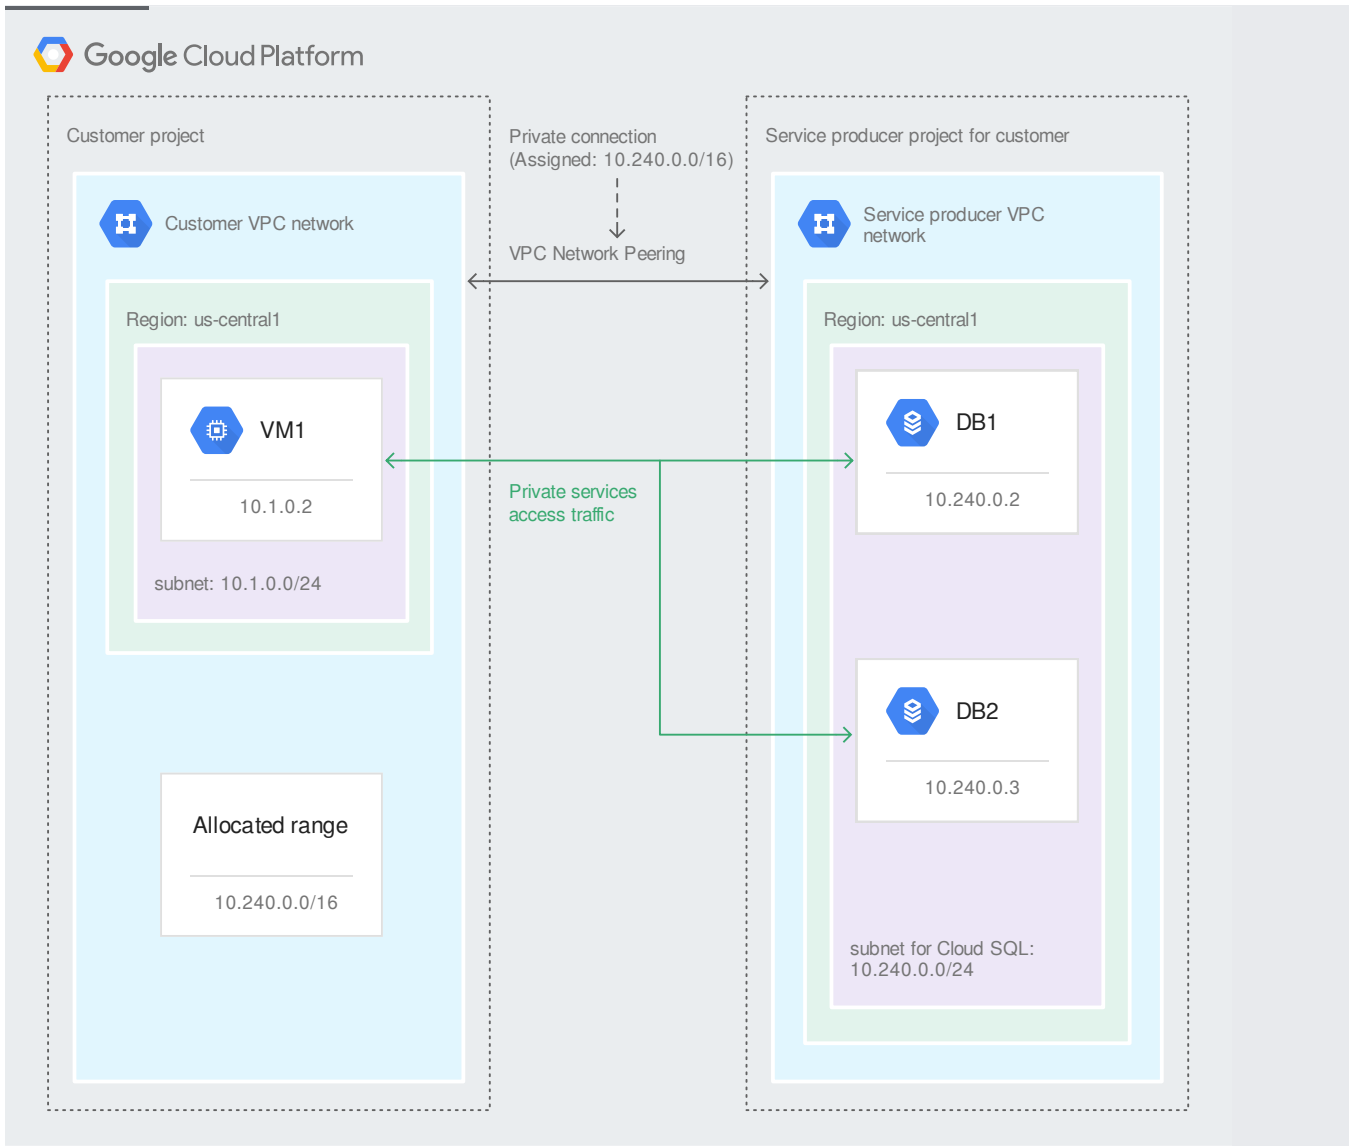 Google Cloud Platform
Customer project
Customer VPC network
Region: us-central1
VM1
10.1.0.2
subnet: 10.1.0.0/24
Allocated range
10.240.0.0/16
Private connection
(Assigned: 10.240.0.0/16)
VPC Network Peering
Private services
access traffic
Service producer project for customer
Service producer VPC
network
Region: us-central1
DB1
10.240.0.2
DB2
10.240.0.3
subnet for Cloud SQL:
10.240.0.0/24